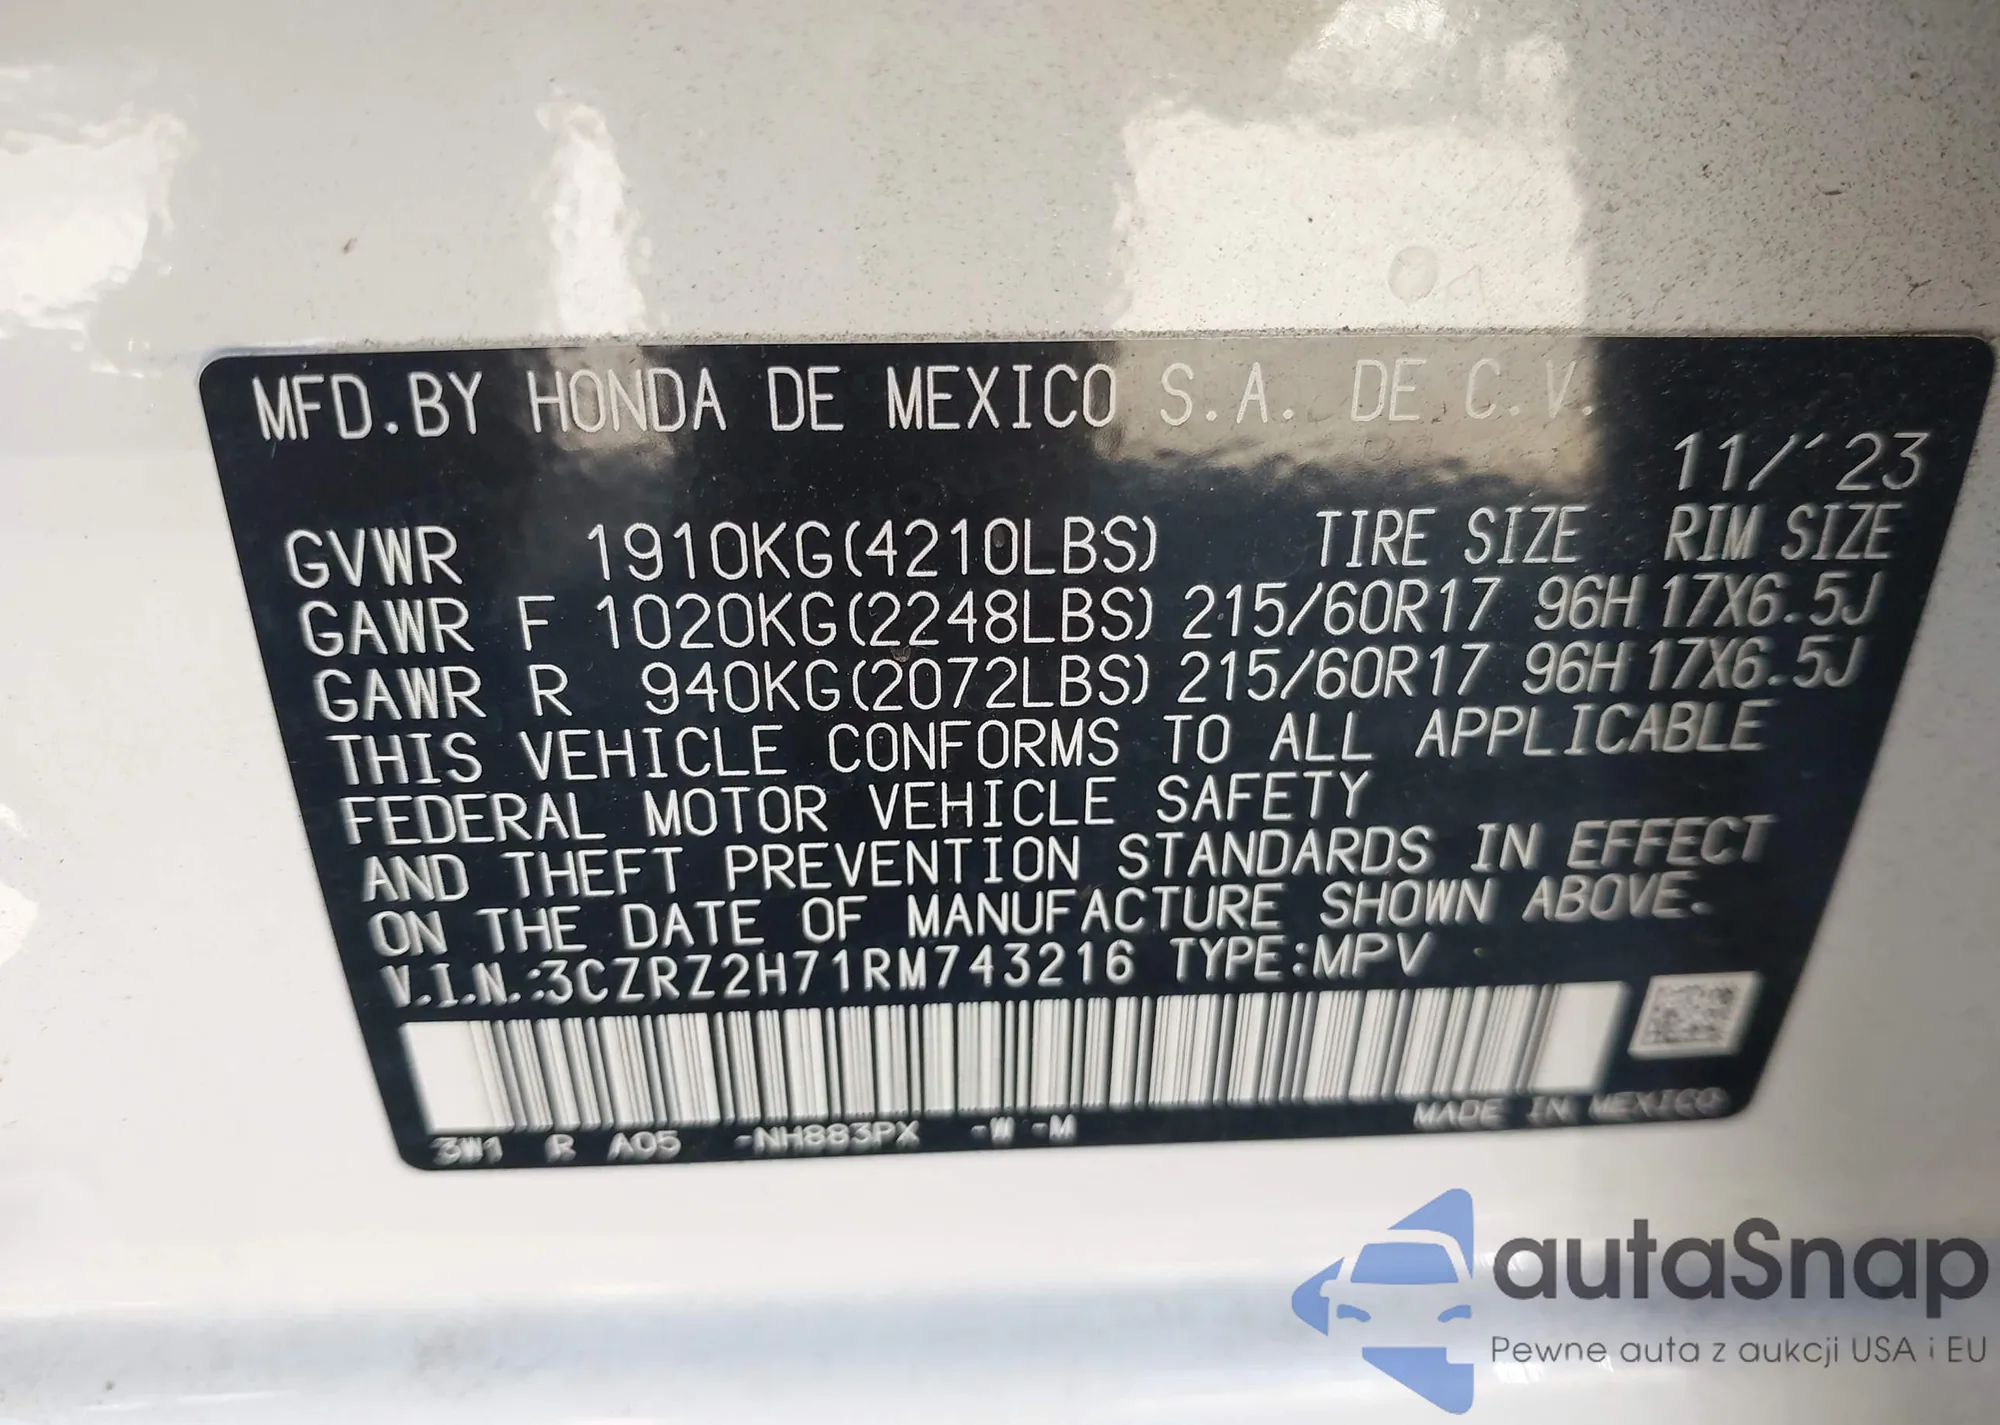 MFD.BY HONDA DE MEXICO S.A. DE C.V.
11/´23
GVWR 1910KG(4210LBS) TIRE SIZE RIM SIZE
GAWR F 1020KG(2248LBS) 215/60R17 96H 17X6.5J
GAWR R 940KG(2072LBS) 215/60R17 96H 17X6.5J
THIS VEHICLE CONFORMS TO ALL APPLICABLE
FEDERAL MOTOR VEHICLE SAFETY
AND THEFT PREVENTION STANDARDS IN EFFECT
ON THE DATE OF MANUFACTURE SHOWN ABOVE.
V.I.N.:3CZRZ2H71RM743216 TYPE:MPV
MADE IN MEXICO
3W1 R A05 -NH883PX -W -M
autaSnap
Pewne auta z aukcji USA i EU